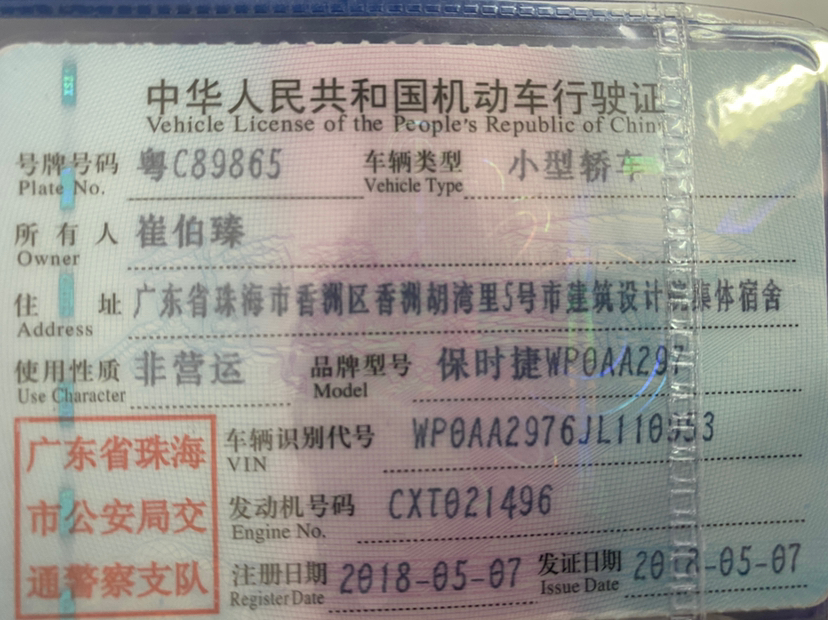 中华人民共和国机动车行驶证
Vehicle License of the People's Republic of China
号牌号码 粤C89865 车辆类型 小型轿车
Plate No. Vehicle Type
所有人 崔伯臻
Owner
住址 广东省珠海市香洲区香洲胡湾里5号市建筑设计院集体宿舍
Address
使用性质 非营运 品牌型号 保时捷WP0AA297
Use Character Model
广东省珠海 车辆识别代号
VIN
市公安局交 发动机号码 CXT021496
Engine No.
通警察支队 注册日期 2018-05-07 发证日期
Register Date Issue Date